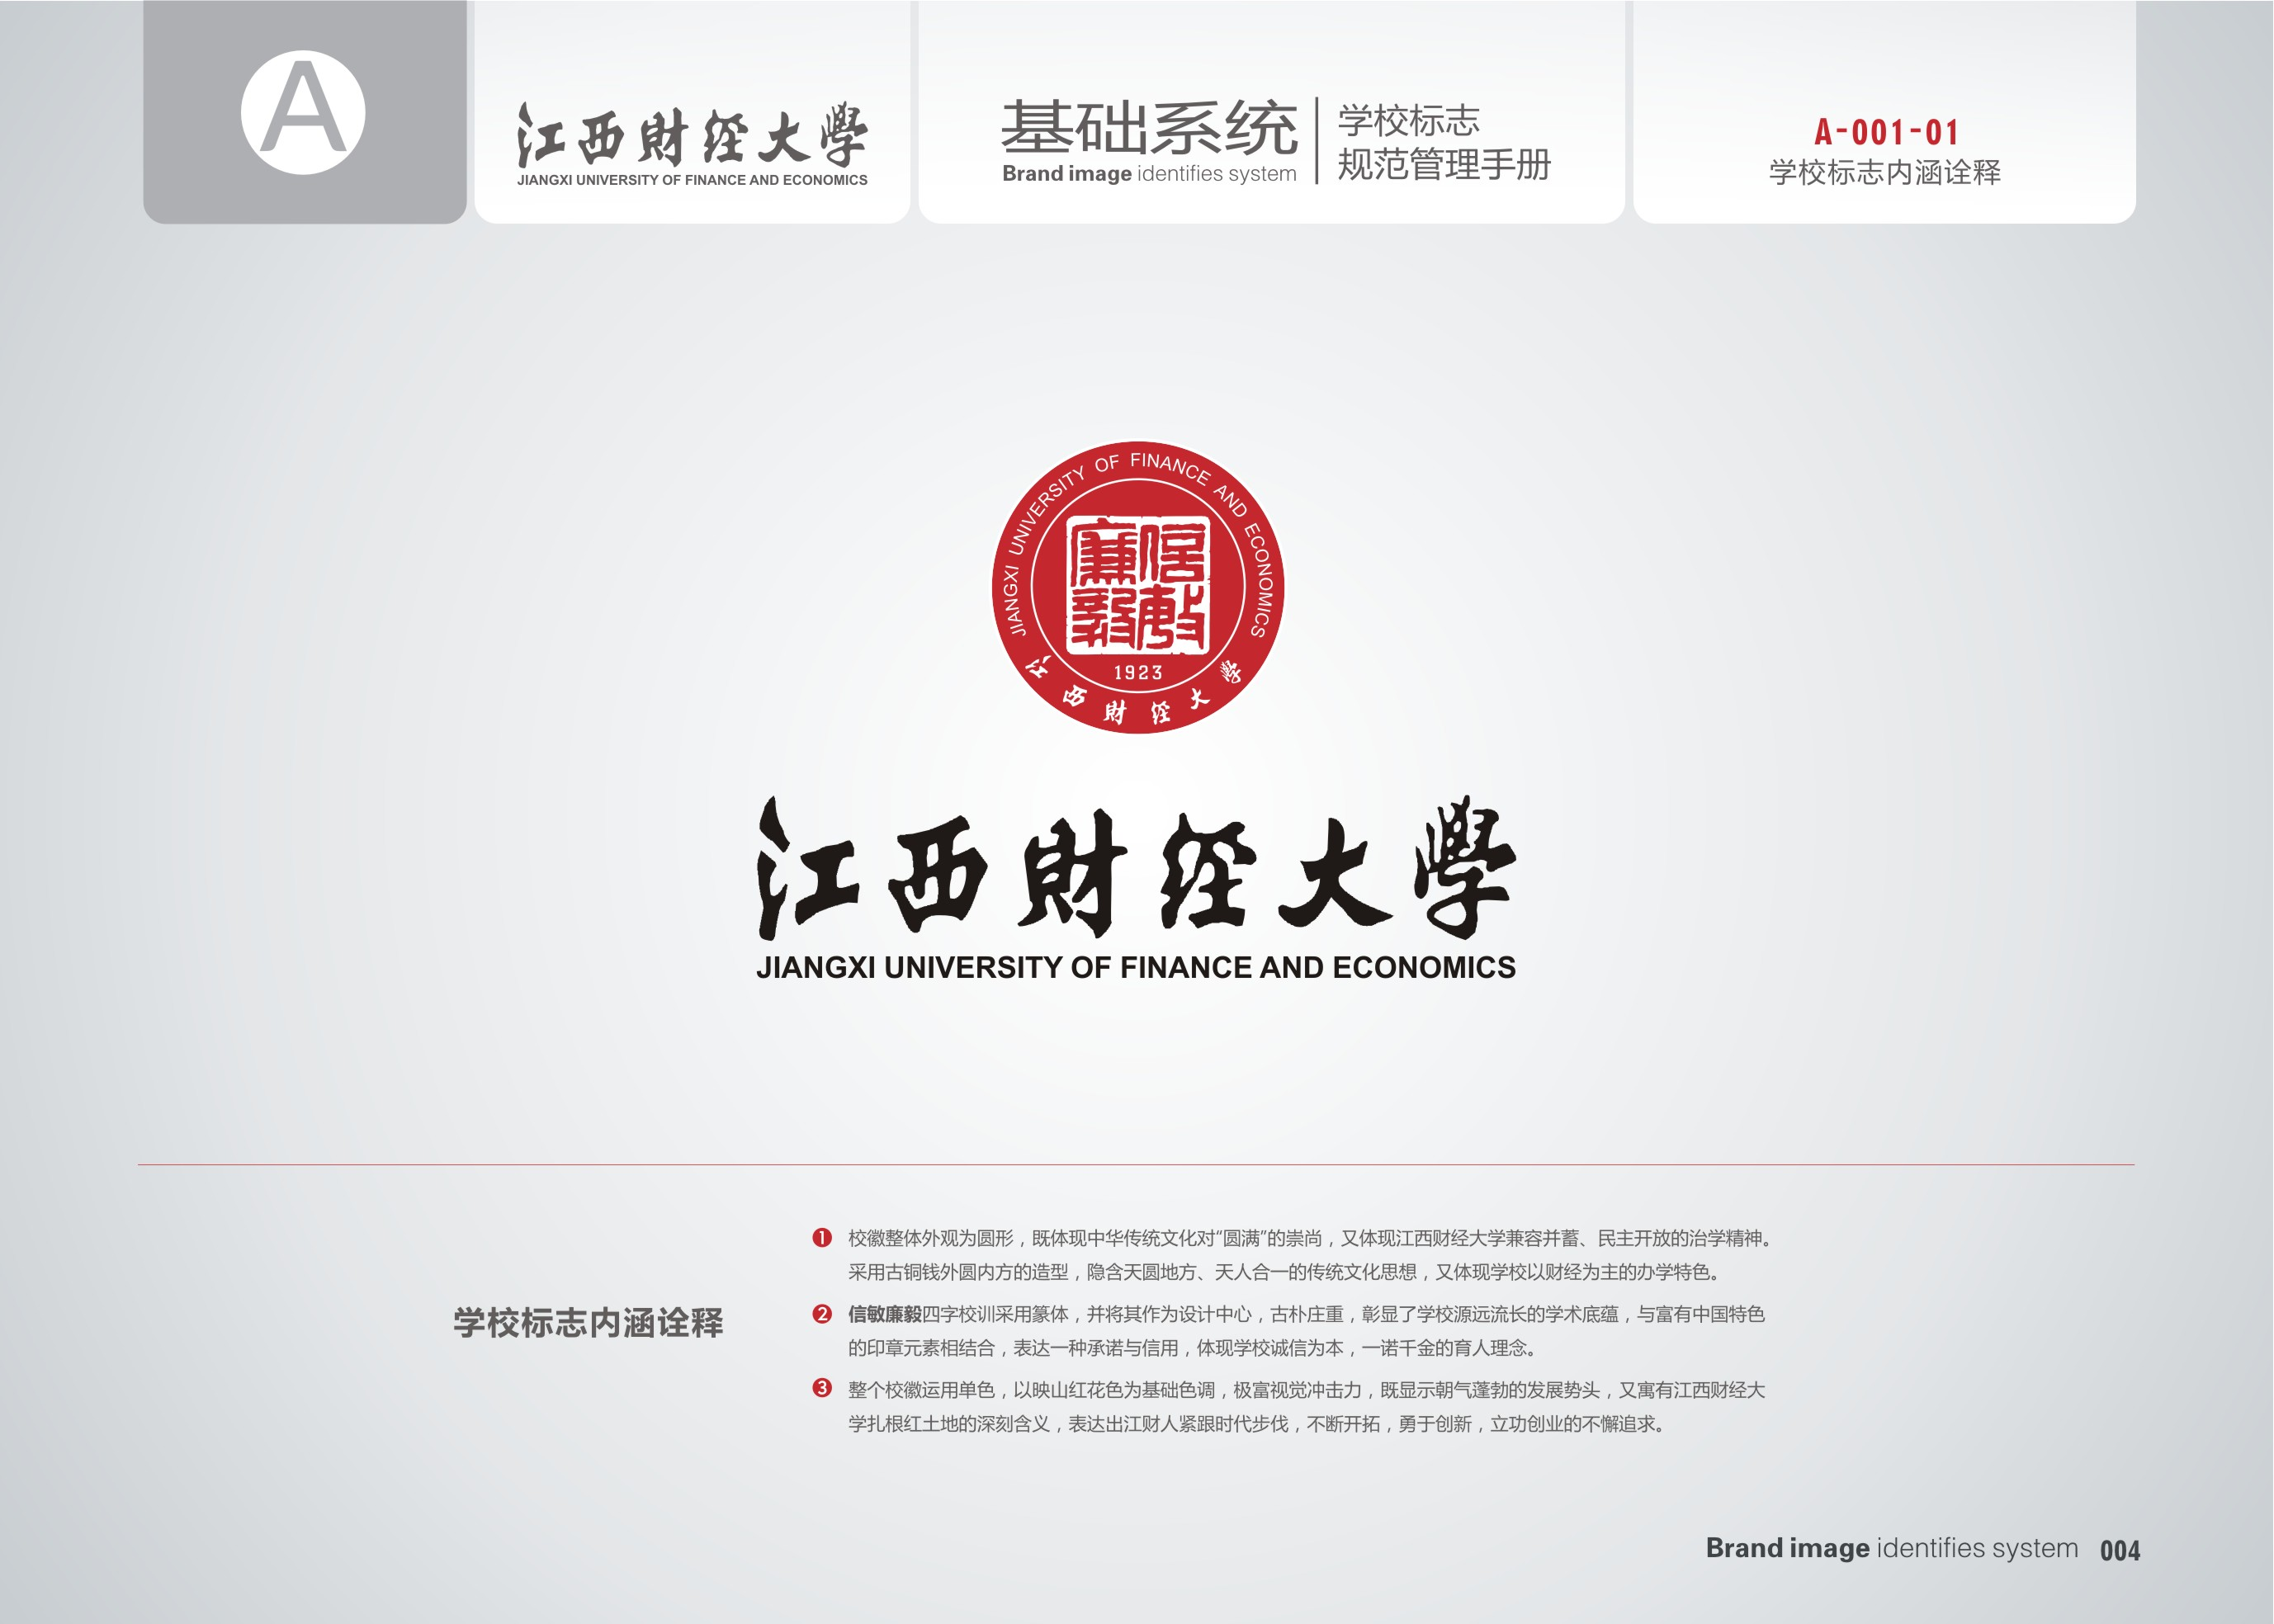 A
江西財經大學
JIANGXI UNIVERSITY OF FINANCE AND ECONOMICS
基础系统
Brand image identifies system
学校标志
规范管理手册
A-001-01
学校标志内涵诠释
JIANGXI UNIVERSITY OF FINANCE AND ECONOMICS
信敏廉毅
1923
江西財經大學
江西財經大學
JIANGXI UNIVERSITY OF FINANCE AND ECONOMICS
学校标志内涵诠释
1 校徽整体外观为圆形，既体现中华传统文化对“圆满”的崇尚，又体现江西财经大学兼容并蓄、民主开放的治学精神。
采用古铜钱外圆内方的造型，隐含天圆地方、天人合一的传统文化思想，又体现学校以财经为主的办学特色。
2 信敏廉毅四字校训采用篆体，并将其作为设计中心，古朴庄重，彰显了学校源远流长的学术底蕴，与富有中国特色
的印章元素相结合，表达一种承诺与信用，体现学校诚信为本，一诺千金的育人理念。
3 整个校徽运用单色，以映山红花色为基础色调，极富视觉冲击力，既显示朝气蓬勃的发展势头，又寓有江西财经大
学扎根红土地的深刻含义，表达出江财人紧跟时代步伐，不断开拓，勇于创新，立功创业的不懈追求。
Brand image identifies system 004